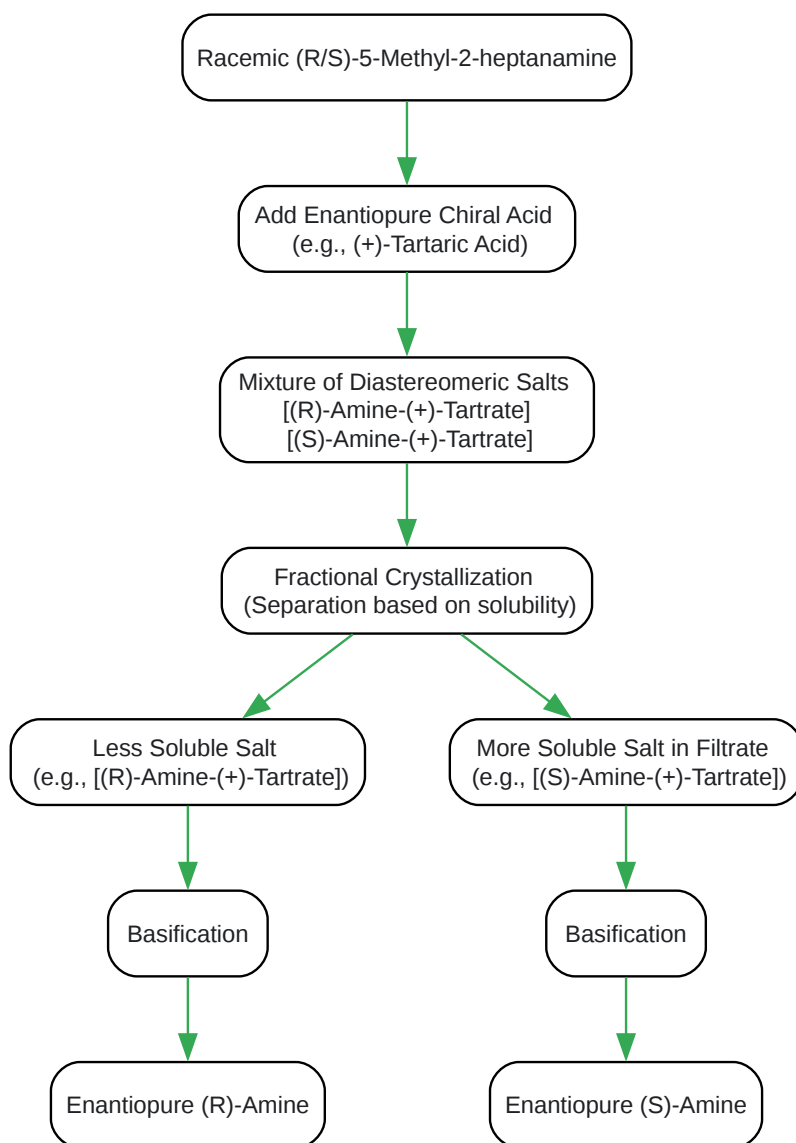 Racemic (R/S)-5-Methyl-2-heptanamine
Add Enantiopure Chiral Acid
(e.g., (+)-Tartaric Acid)
Mixture of Diastereomeric Salts
[(R)-Amine-(+)-Tartrate]
[(S)-Amine-(+)-Tartrate]
Fractional Crystallization
(Separation based on solubility)
Less Soluble Salt
(e.g., [(R)-Amine-(+)-Tartrate])
More Soluble Salt in Filtrate
(e.g., [(S)-Amine-(+)-Tartrate])
Basification
Basification
Enantiopure (R)-Amine
Enantiopure (S)-Amine